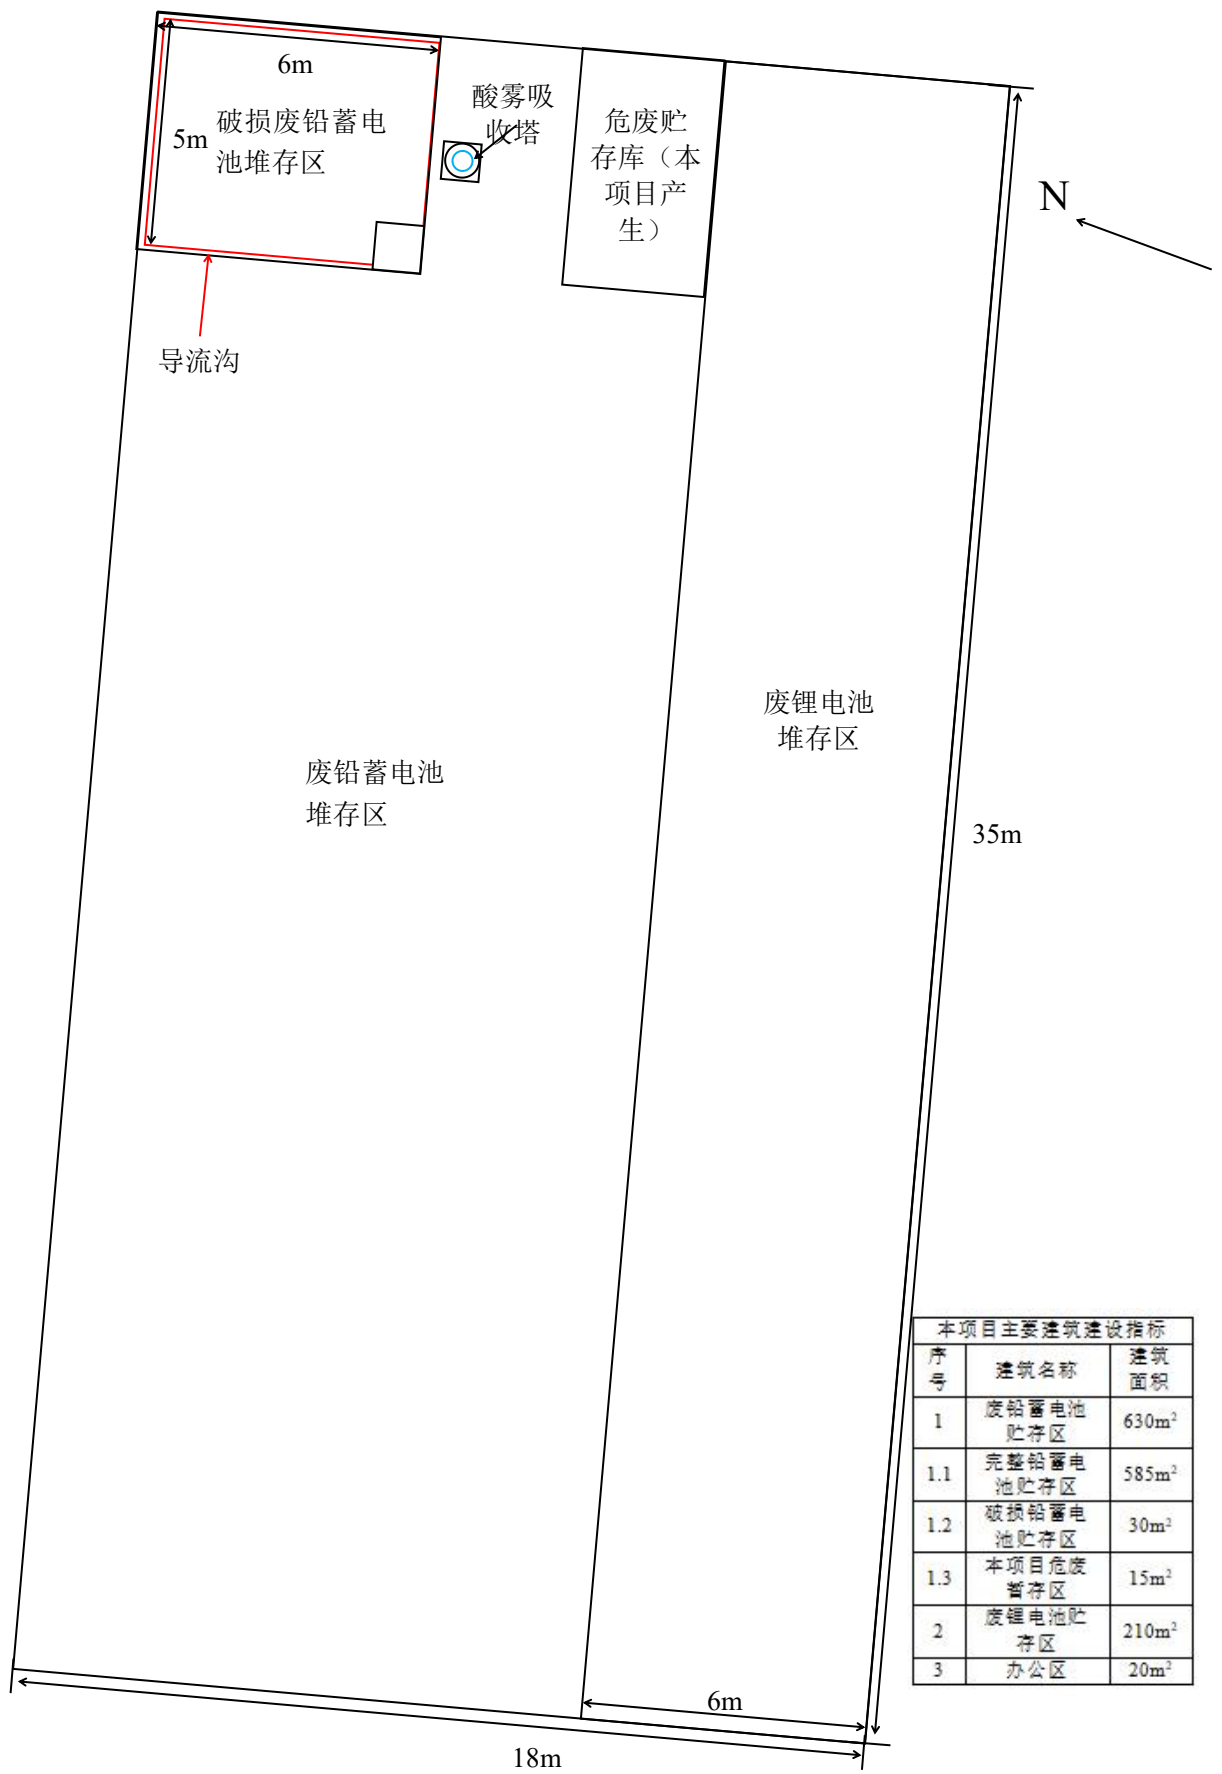 6m
5m
破损废铅蓄电
池堆存区
酸雾吸
收塔
危废贮
存库（本
项目产
生）
N
导流沟
废锂电池
堆存区
废铅蓄电池
堆存区
35m
本项目主要建筑建设指标
序号 建筑名称 建筑面积
1 废铅蓄电池贮存区 630m²
1.1 完整铅蓄电池贮存区 585m²
1.2 破损铅蓄电池贮存区 30m²
1.3 本项目危废暂存区 15m²
2 废锂电池贮存区 210m²
3 办公区 20m²
6m
18m